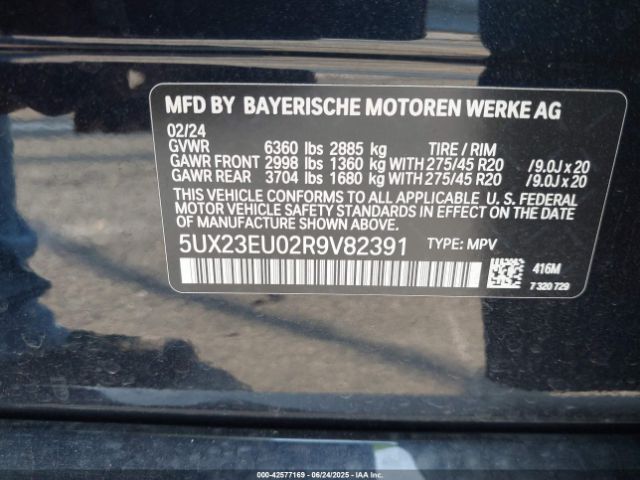 MFD BY BAYERISCHE MOTOREN WERKE AG
02/24
GVWR 6360 lbs 2885 kg TIRE / RIM
GAWR FRONT 2998 lbs 1360 kg WITH 275/45 R20 /9.0J x 20
GAWR REAR 3704 lbs 1680 kg WITH 275/45 R20 /9.0J x 20
THIS VEHICLE CONFORMS TO ALL APPLICABLE U. S. FEDERAL
MOTOR VEHICLE SAFETY STANDARDS IN EFFECT ON THE DATE
OF MANUFACTURE SHOWN ABOVE.
5UX23EU02R9V82391 TYPE: MPV
416M
7 320 729
000-42577169 | 06/24/2025 - IAAI Inc.